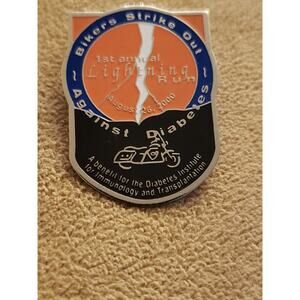 Bikers Strike Out
1st annual
Lightning
Run
August 26, 2000
~ Against Diabetes ~
A benefit for the Diabetes Institute
for Immunology and Transplantation